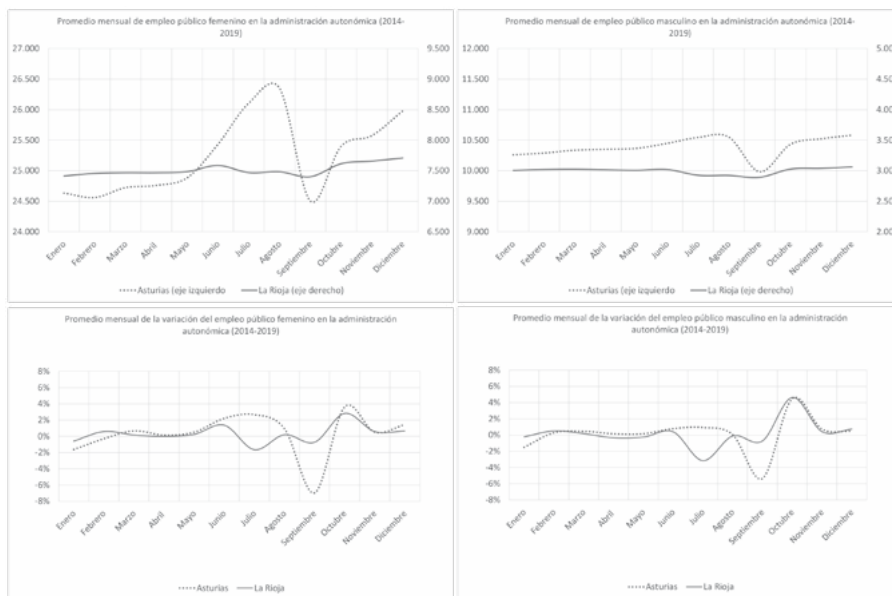 Promedio mensual de empleo público femenino en la administración autonómica (2014-
2019)
27.000
26.500
26.000
25.500
25.000
24.500
24.000
9.500
9.000
8.500
8.000
7.500
7.000
6.500
Enero
Febrero
Marzo
Abril
Mayo
Junio
Julio
Agosto
Septiembre
Octubre
Noviembre
Diciembre
Asturias (eje izquierdo
La Rioja (eje derecho)
Promedio mensual de empleo público masculino en la administración autonómica (2014-
2019)
12.000
11.500
11.000
10.500
10.000
9.500
9.000
5.000
4.500
4.000
3.500
3.000
2.500
2.000
Enero
Febrero
Marzo
Abril
Mayo
Junio
Julio
Agosto
Septiembre
Octubre
Noviembre
Diciembre
Asturias (eje izquierdo
La Rioja (eje derecho)
Promedio mensual de la variación del empleo público femenino en la administración
autonómica (2014-2019)
8%
6%
4%
2%
0%
-2%
-4%
-6%
-8%
Enero
Febrero
Marzo
Abril
Mayo
Junio
Julio
Agosto
Septiembre
Octubre
Noviembre
Diciembre
Asturias
La Rioja
Promedio mensual de la variación del empleo público masculino en la administración
autonómica (2014-2019)
8%
6%
4%
2%
0%
-2%
-4%
-6%
-8%
Enero
Febrero
Marzo
Abril
Mayo
Junio
Julio
Agosto
Septiembre
Octubre
Noviembre
Diciembre
Asturias
La Rioja